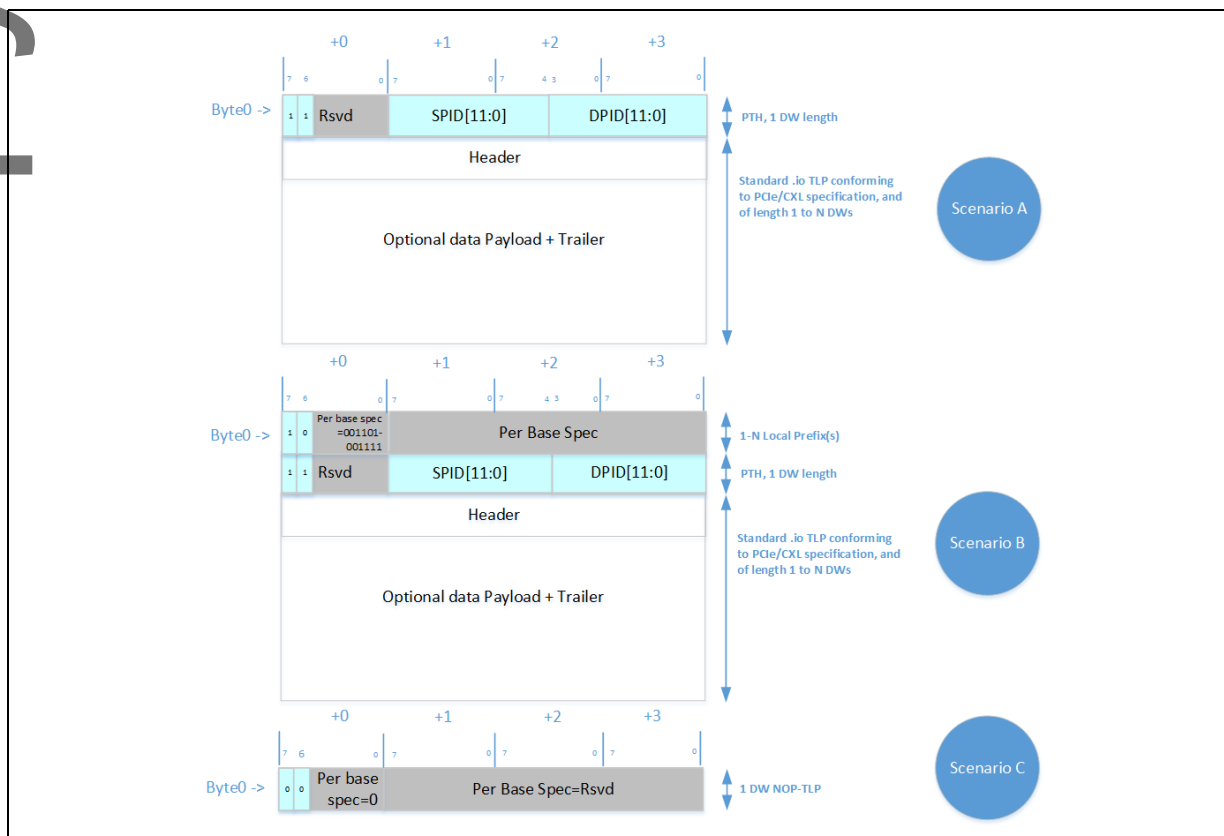 +0 +1 +2 +3
7 6 0 7 0 7 4 3 0 7 0
Byte0 -> 1 1 Rsvd SPID[11:0] DPID[11:0] PTH, 1 DW length
Header
Standard .io TLP conforming
to PCIe/CXL specification, and
of length 1 to N DWs
Scenario A
Optional data Payload + Trailer
+0 +1 +2 +3
7 6 0 7 0 7 4 3 0 7 0
Byte0 -> 1 0 Per base spec
=001101-
001111
Per Base Spec 1-N Local Prefix(s)
1 1 Rsvd SPID[11:0] DPID[11:0] PTH, 1 DW length
Header
Standard .io TLP conforming
to PCIe/CXL specification, and
of length 1 to N DWs
Scenario B
Optional data Payload + Trailer
+0 +1 +2 +3
7 6 0 7 0 7 0 7 0
Byte0 -> 0 0 Per base
spec=0
Per Base Spec=Rsvd 1 DW NOP-TLP
Scenario C